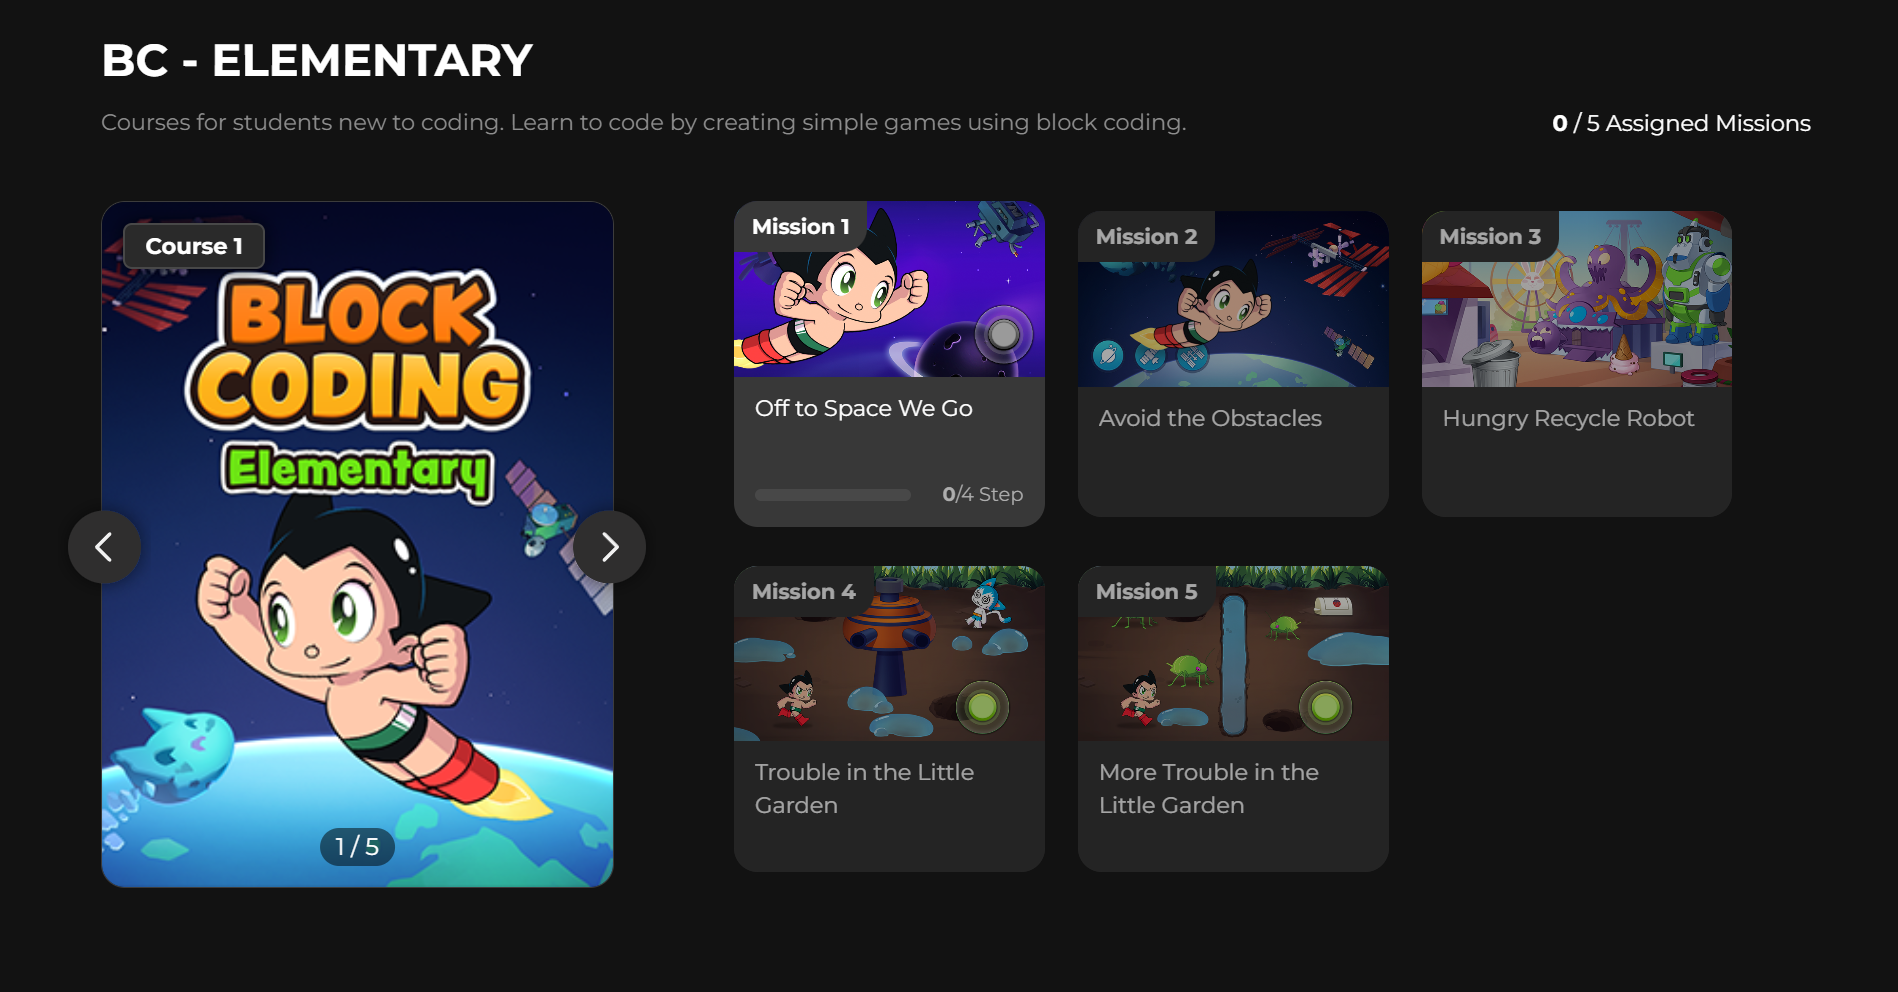 BC - ELEMENTARY
Courses for students new to coding. Learn to code by creating simple games using block coding.
0 / 5 Assigned Missions
Course 1
BLOCK
CODING
Elementary
1 / 5
Mission 1
Off to Space We Go
0/4 Step
Mission 2
Avoid the Obstacles
Mission 3
Hungry Recycle Robot
Mission 4
Trouble in the Little
Garden
Mission 5
More Trouble in the
Little Garden